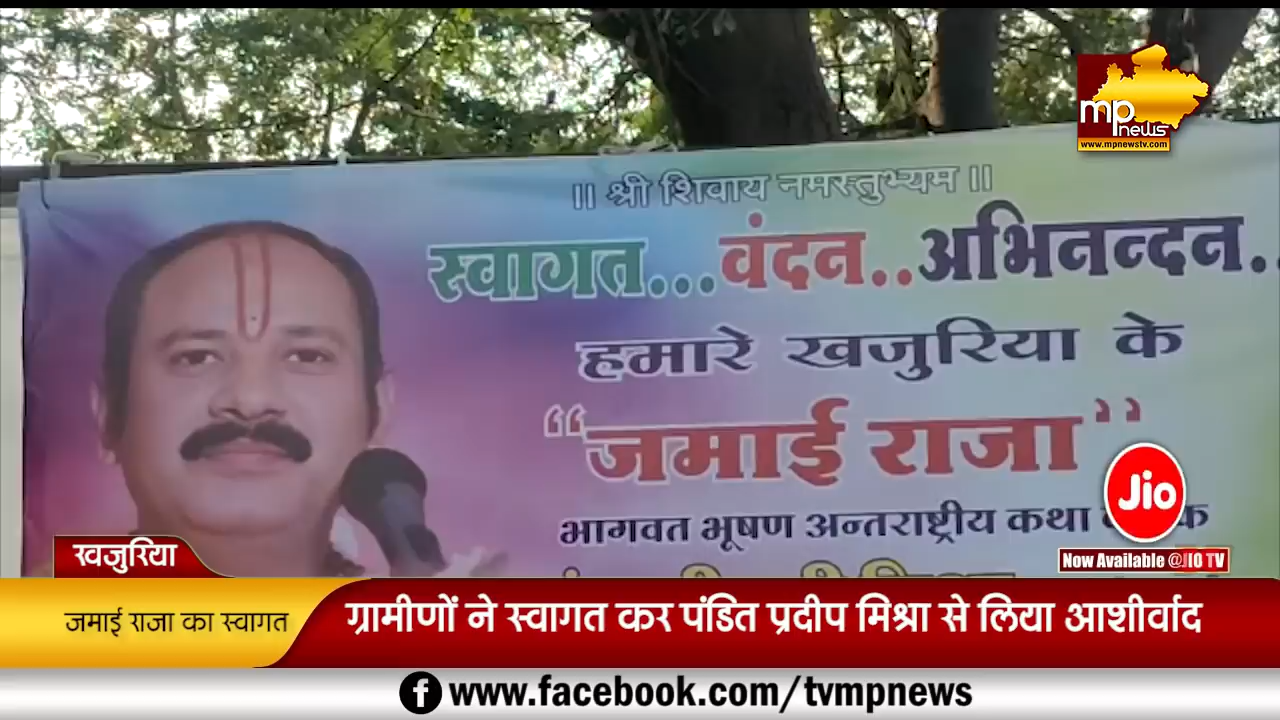 mp news
www.mpnewstv.com
॥ श्री शिवाय नमस्तुभ्यम ॥
स्वागत...वंदन..अभिनन्दन..
हमारे खजुरिया के
“जमाई राजा”
भागवत भूषण अन्तराष्ट्रीय कथा
Jio
Now Available @JIO TV
खजुरिया
जमाई राजा का स्वागत
ग्रामीणों ने स्वागत कर पंडित प्रदीप मिश्रा से लिया आशीर्वाद
www.facebook.com/tvmpnews